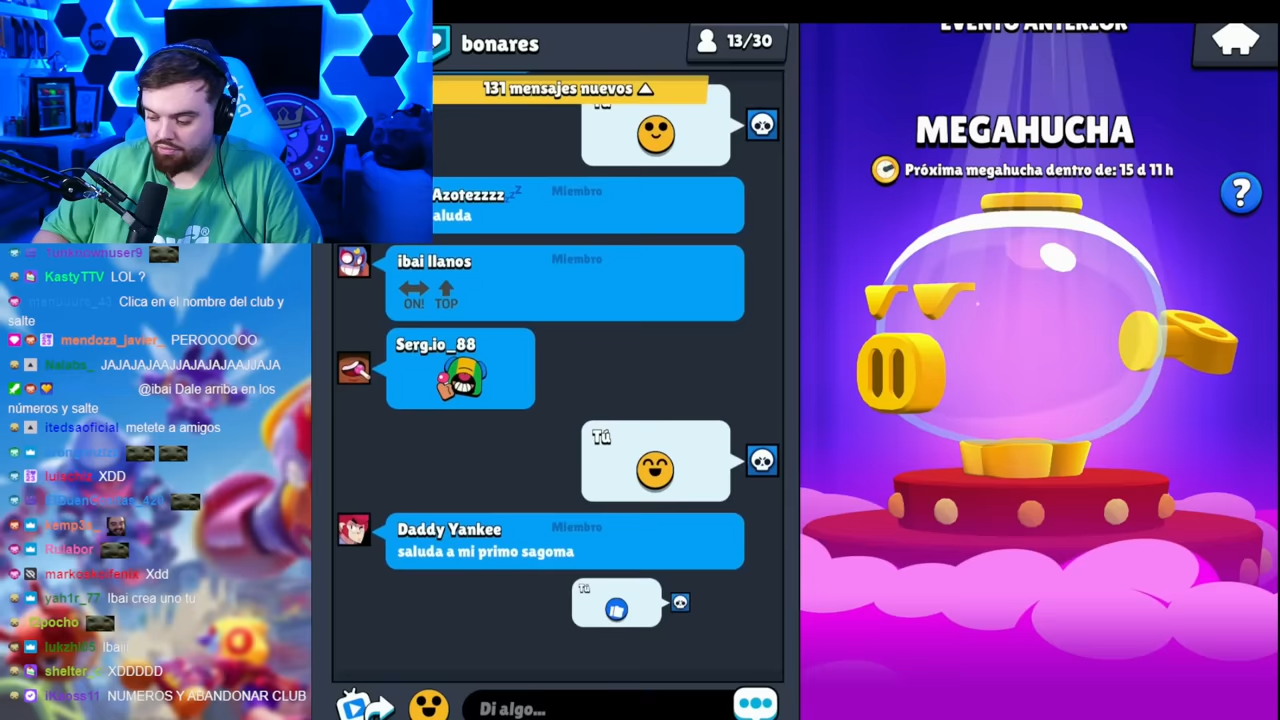 bonares
13/30
131 mensajes nuevos
Azotezzzz
Miembro
ibai llanos
Miembro
ON! TOP
Serg.io_88
Tú
Daddy Yankee
Miembro
saluda a mi primo sagoma
Tú
Di algo...
EVENTO ANTERIOR
MEGAHUCHA
Próxima megahucha dentro de: 15 d 11 h
?
KastyTTV LOL ?
Clica en el nombre del club y
salte
mendoza_javier_ PEROOOOOO
JAJAJAJAAJJAJAJAJAAJJAJA
@ibai Dale arriba en los
números y salte
itedsaoficial metete a amigos
XDD
Rulabor
Xdd
yah1r_77 Ibai crea uno tu
XDDDDD
NUMEROS Y ABANDONAR CLUB